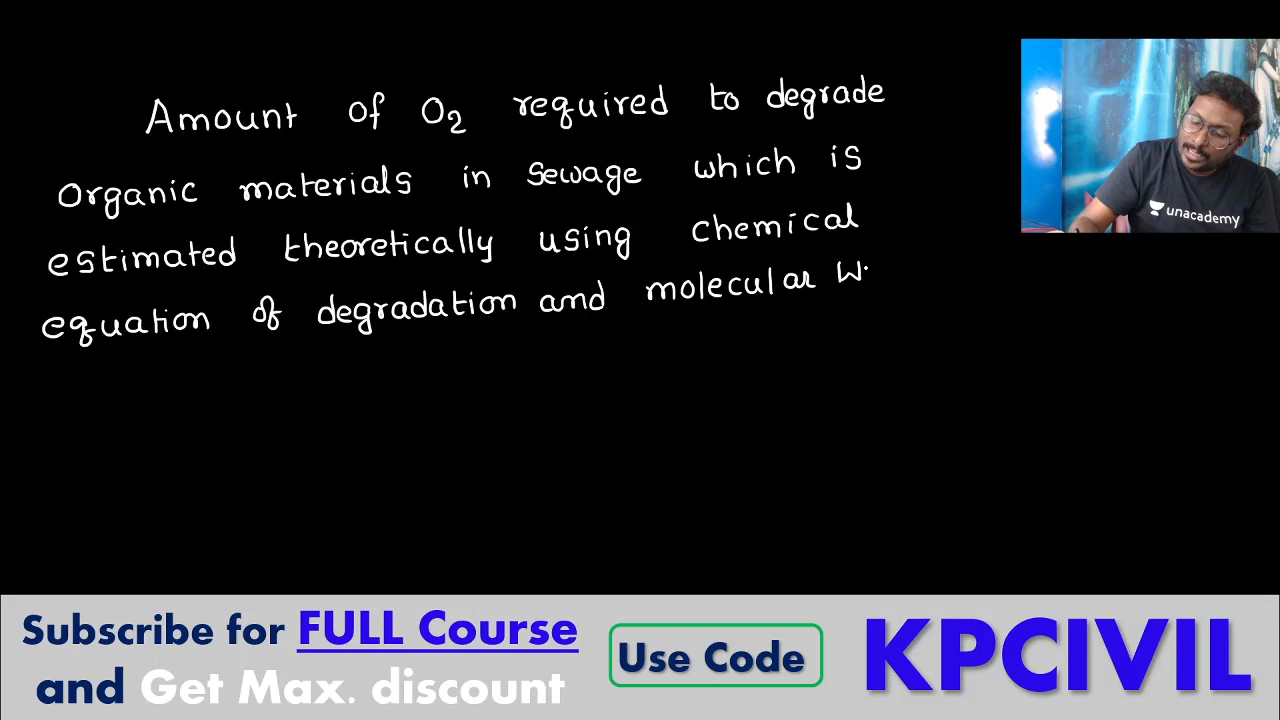 Amount of O2 required to degrade
organic materials in sewage which is
estimated theoretically using chemical
equation of degradation and molecular W
unacademy
Subscribe for FULL Course
and Get Max. discount
Use Code
KPCIVIL